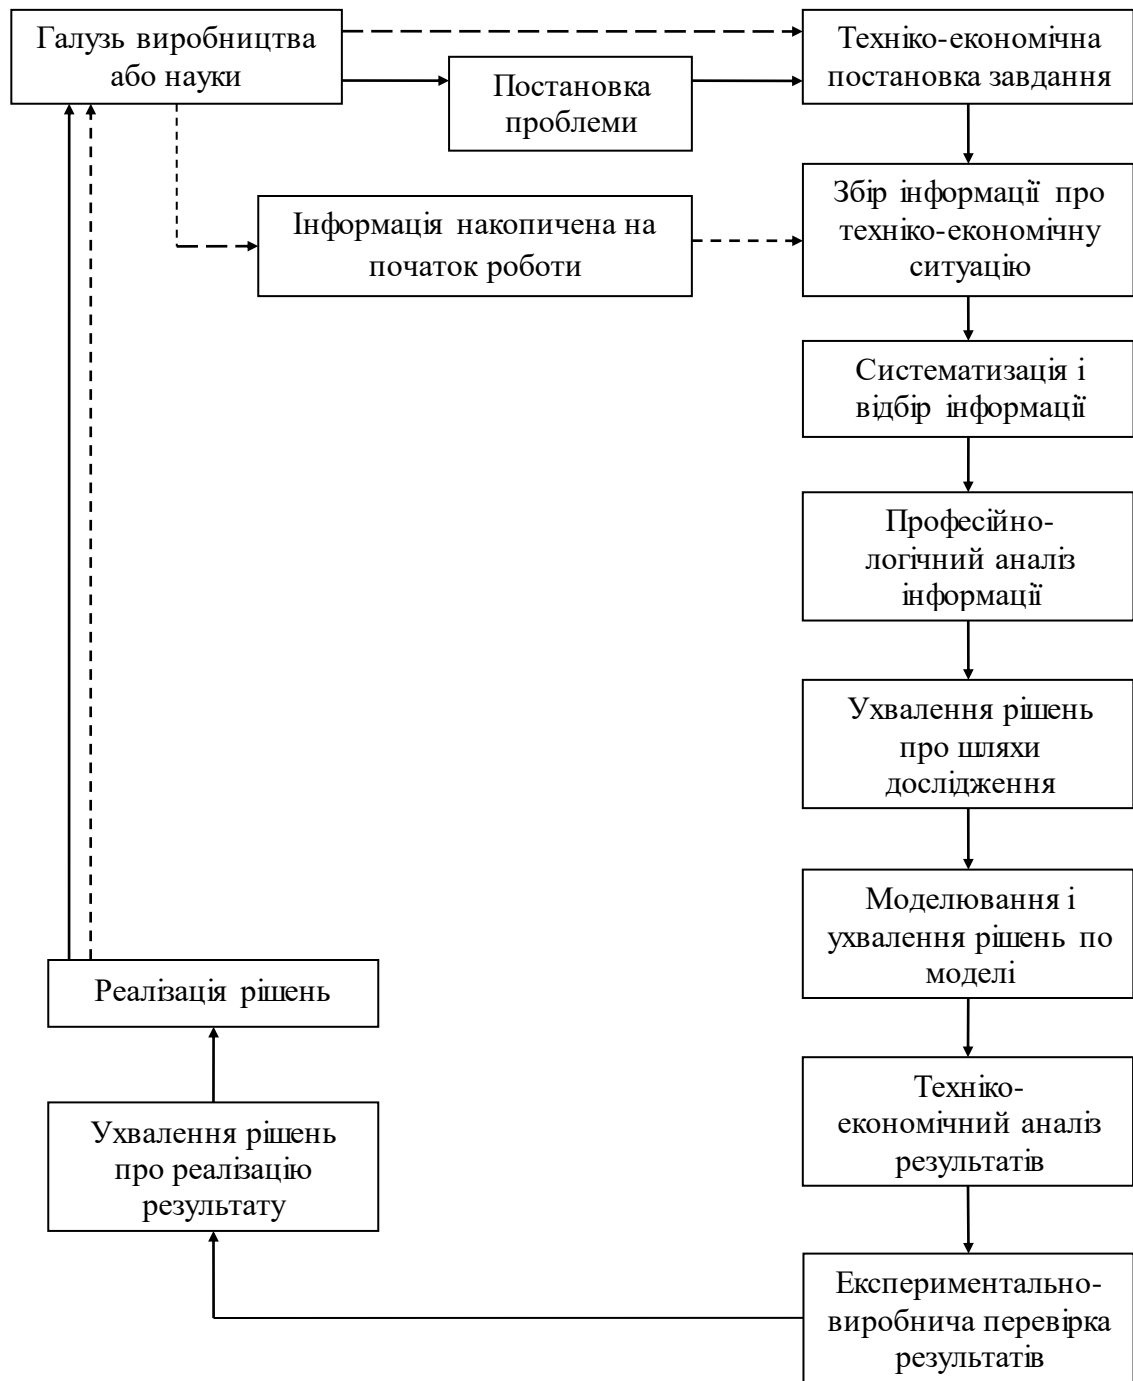 Галузь виробництва
або науки
Постановка
проблеми
Техніко-економічна
постановка завдання
Інформація накопичена на
початок роботи
Збір інформації про
техніко-економічну
ситуацію
Систематизація і
відбір інформації
Професійно-
логічний аналіз
інформації
Ухвалення рішень
про шляхи
дослідження
Моделювання і
ухвалення рішень по
моделі
Техніко-
економічний аналіз
результатів
Експериментально-
виробнича перевірка
результатів
Ухвалення рішень
про реалізацію
результату
Реалізація рішень